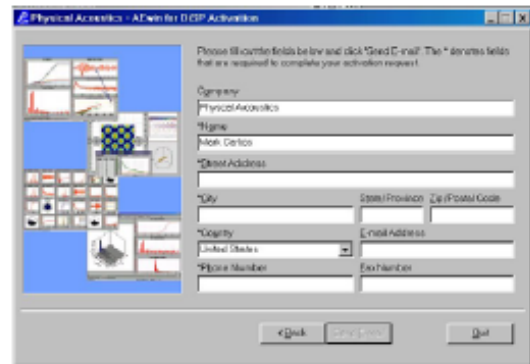 Physical Acoustics - AEwin for DiSP Activation
Please fill out the fields below and click 'Send E-mail'. The * denotes fields
that are required to complete your activation request.
Company
Physical Acoustics
*Name
Mark
*Street Address
*City
State/Province Zip/Postal Code
*Country
E-mail Address
United States
*Phone Number
Fax Number
< Back
Quit